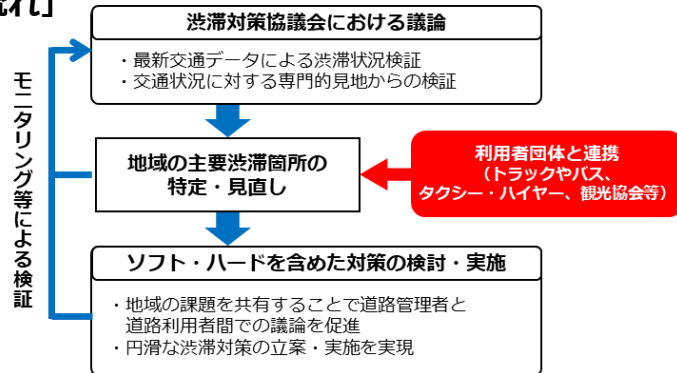 流れ」
渋滞対策協議会における議論
・最新交通データによる渋滞状況検証
・交通状況に対する専門的見地からの検証
モニタリング等による検証
地域の主要渋滞箇所の
特定・見直し
利用者団体と連携
（トラックやバス、
タクシー・ハイヤー、観光協会等）
ソフト・ハードを含めた対策の検討・実施
・地域の課題を共有することで道路管理者と
道路利用者間での議論を促進
・円滑な渋滞対策の立案・実施を実現